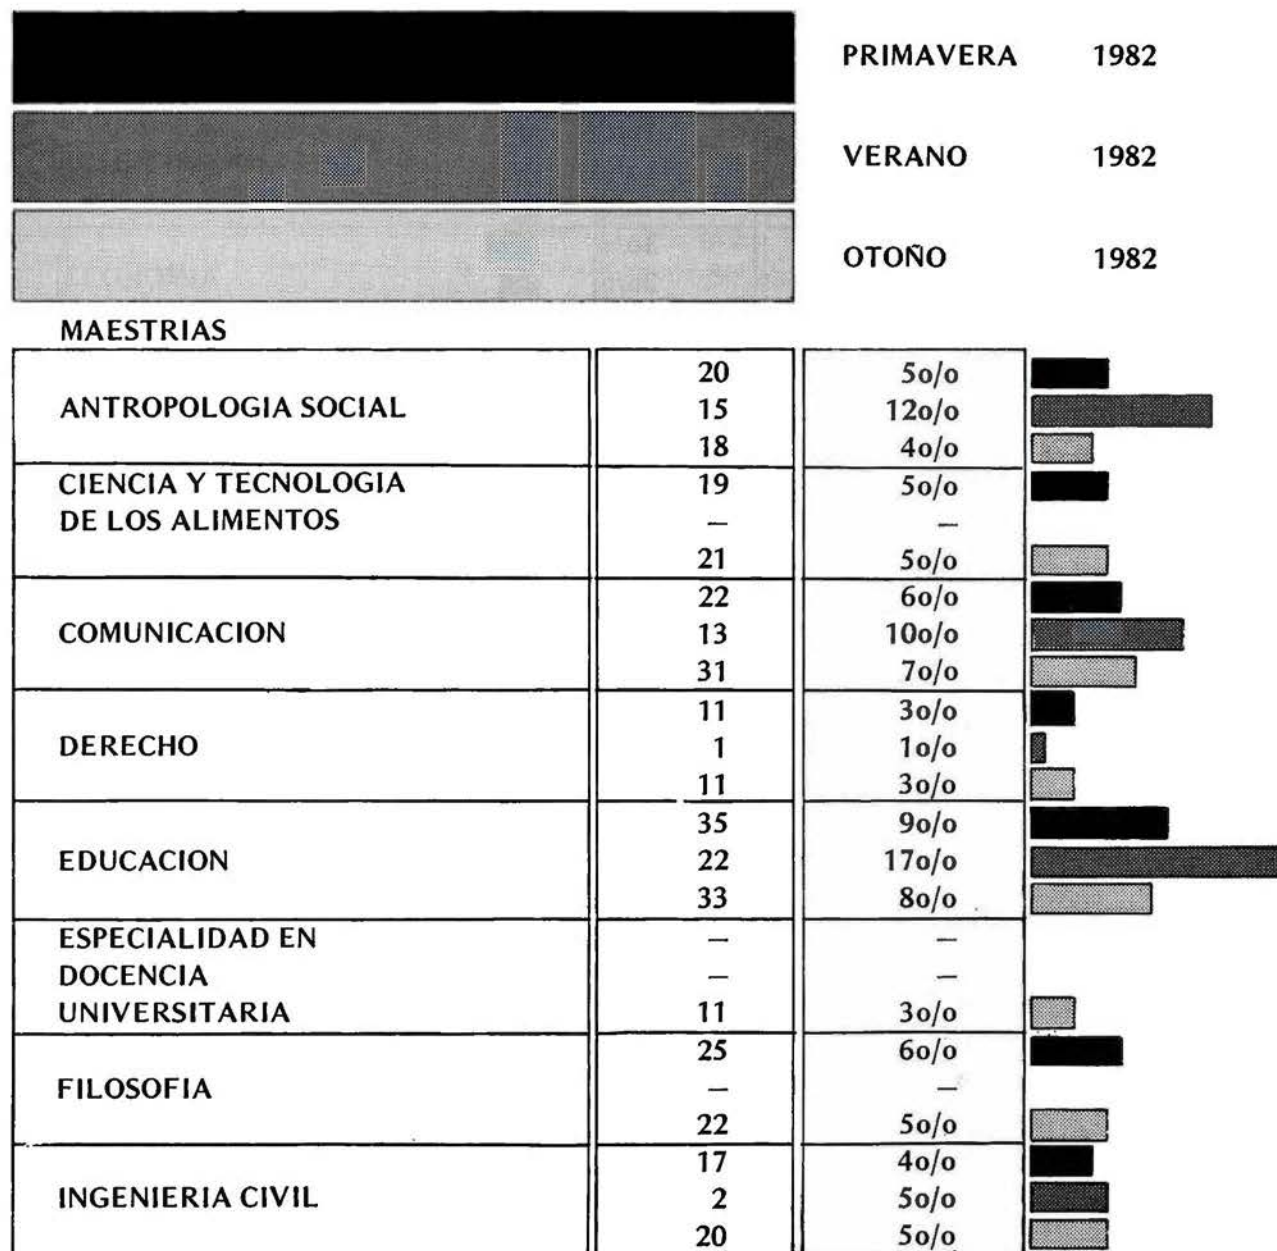 PRIMAVERA 1982
VERANO 1982
OTOÑO 1982
MAESTRIAS
20 5o/o
ANTROPOLOGIA SOCIAL 15 12o/o
18 4o/o
CIENCIA Y TECNOLOGIA 19 5o/o
DE LOS ALIMENTOS — —
21 5o/o
22 6o/o
COMUNICACION 13 10o/o
31 7o/o
11 3o/o
DERECHO 1 1o/o
11 3o/o
35 9o/o
EDUCACION 22 17o/o
33 8o/o
ESPECIALIDAD EN — —
DOCENCIA — —
UNIVERSITARIA 11 3o/o
25 6o/o
FILOSOFIA — —
22 5o/o
17 4o/o
INGENIERIA CIVIL 2 5o/o
20 5o/o